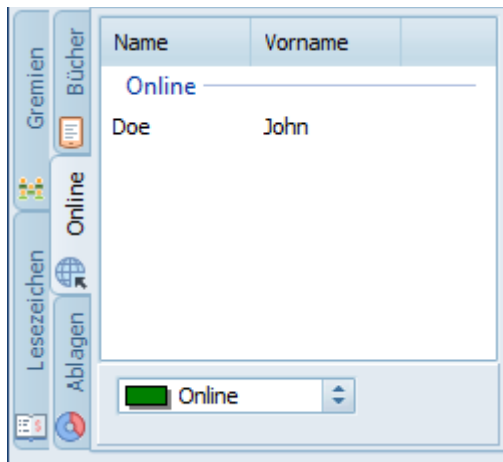 Gremien
Lesezeichen
Bücher
Online
Ablagen
Name Vorname
Online
Doe John
Online